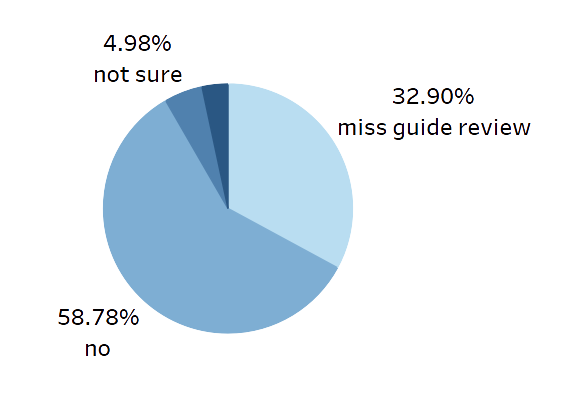 4.98%
not sure
32.90%
miss guide review
58.78%
no